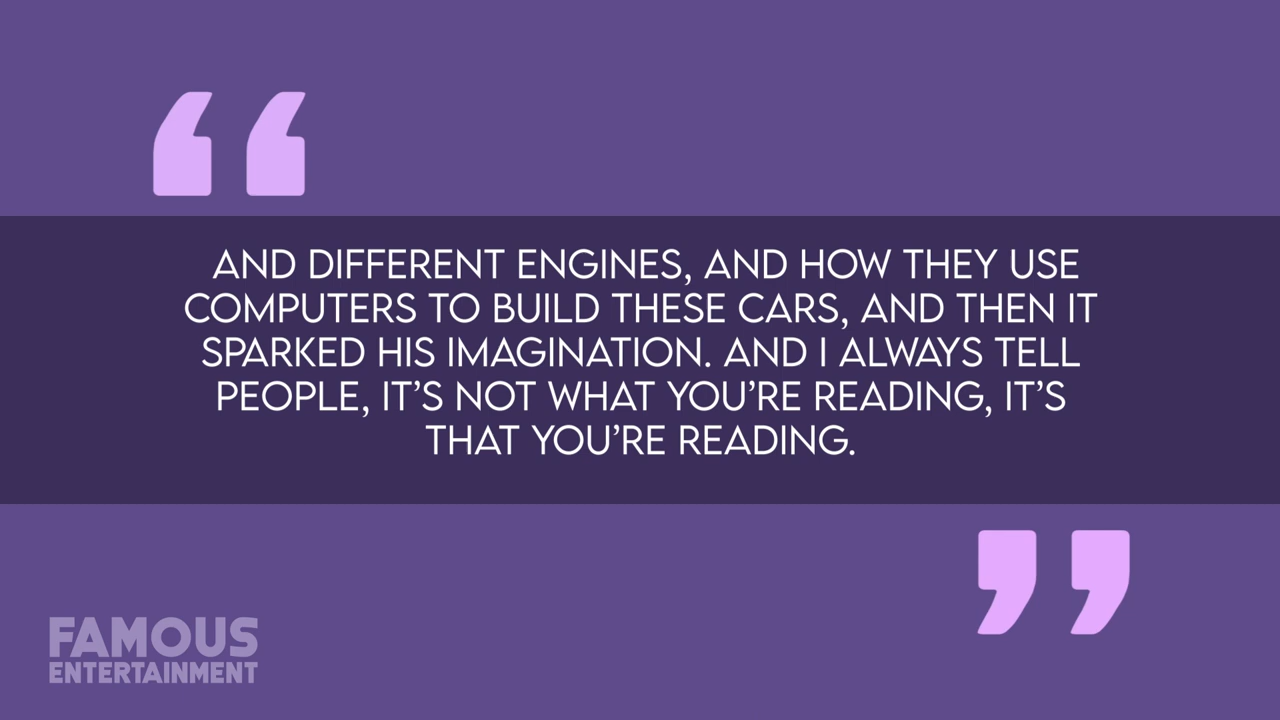 “
AND DIFFERENT ENGINES, AND HOW THEY USE
COMPUTERS TO BUILD THESE CARS, AND THEN IT
SPARKED HIS IMAGINATION. AND I ALWAYS TELL
PEOPLE, IT’S NOT WHAT YOU’RE READING, IT’S
THAT YOU’RE READING.
”
FAMOUS
ENTERTAINMENT